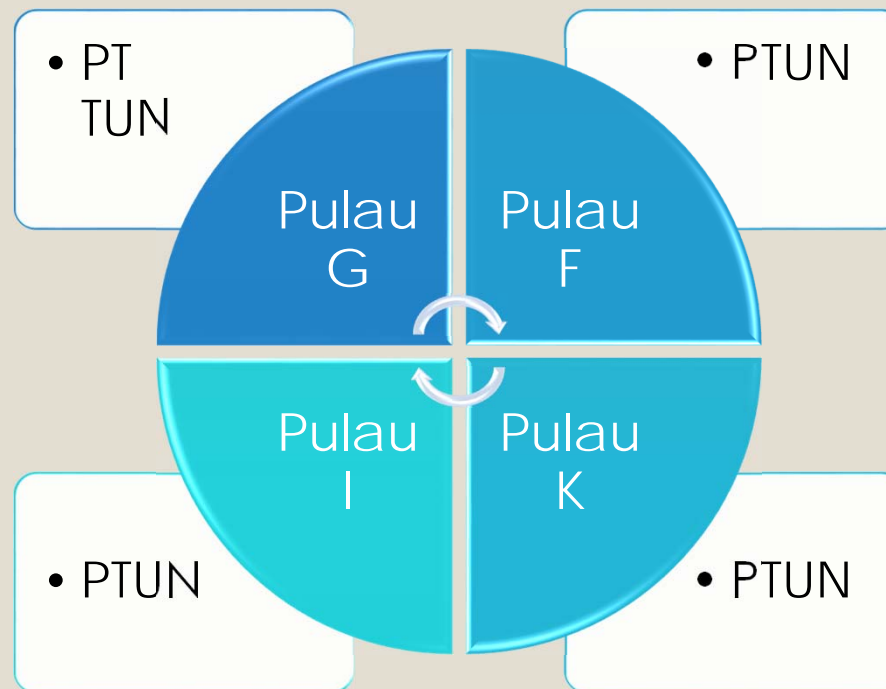 • PT
TUN
• PTUN
Pulau
G
Pulau
F
Pulau
I
Pulau
K
• PTUN
• PTUN